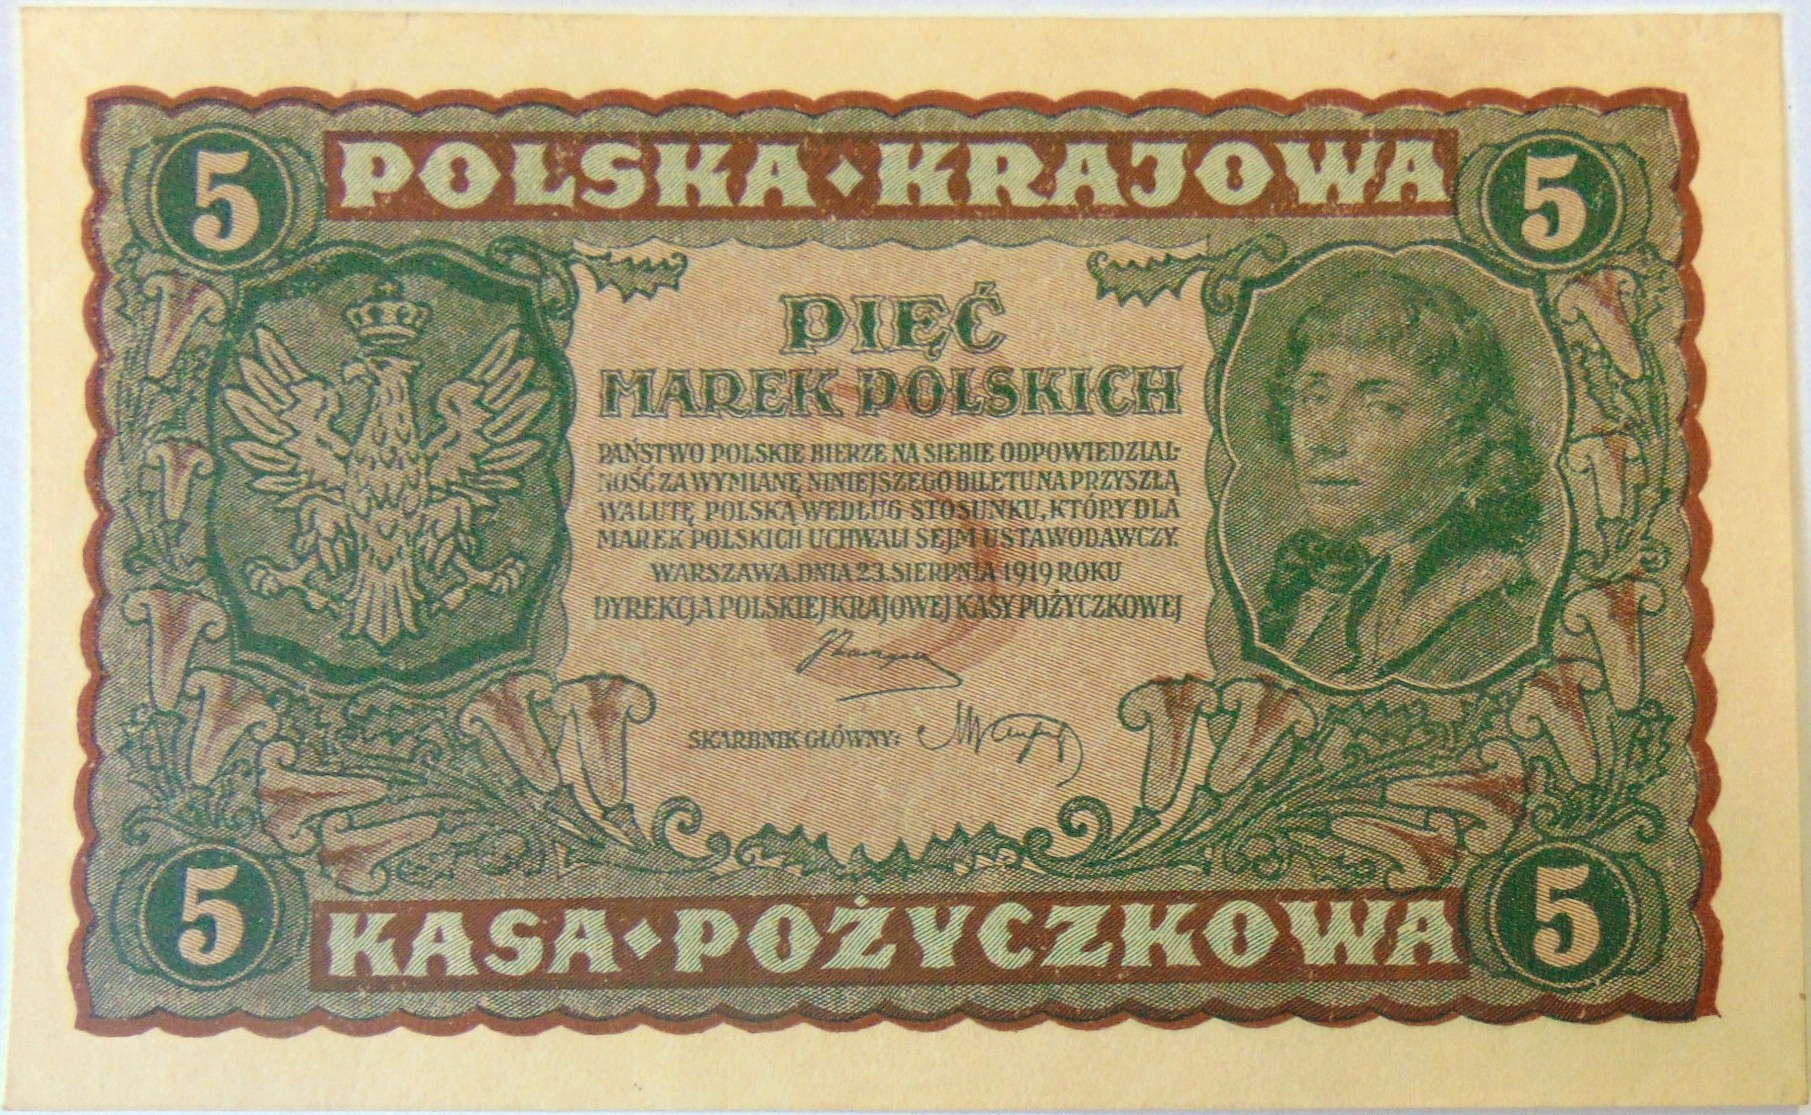 5 POLSKA·KRAJOWA 5
PIĘĆ
MAREK POLSKICH
PAŃSTWO POLSKIE BIERZE NA SIEBIE ODPOWIEDZIAL-
NOŚĆ ZA WYMIANĘ NINIEJSZEGO BILETU NA PRZYSZŁĄ
WALUTĘ POLSKĄ WEDŁUG STOSUNKU, KTÓRY DLA
MAREK POLSKICH UCHWALI SEJM USTAWODAWCZY.
WARSZAWA.DNIA 23.SIERPNIA 1919 ROKU
DYREKCJA POLSKIEJ KRAJOWEJ KASY POŻYCZKOWEJ
SKARBNIK GŁÓWNY:
5 KASA·POŻYCZKOWA 5
5